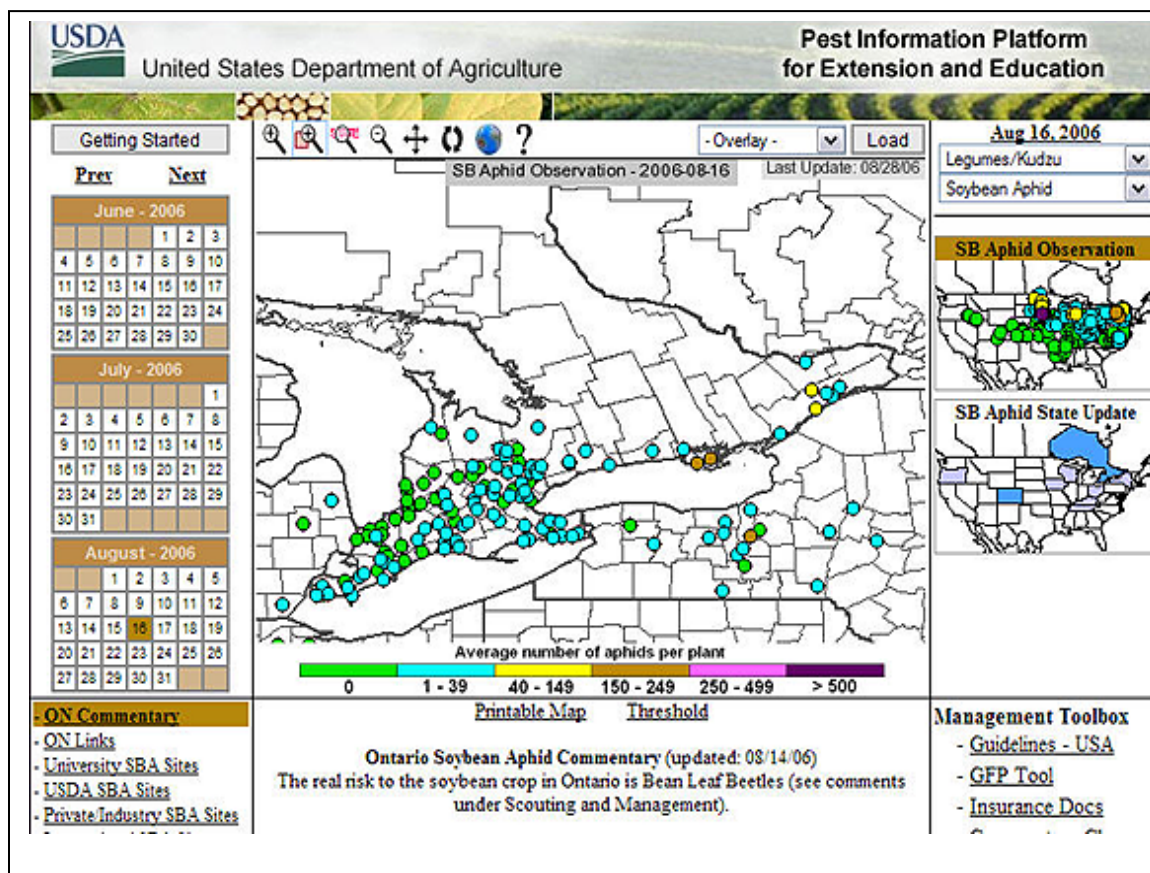 USDA
United States Department of Agriculture
Pest Information Platform
for Extension and Education
Getting Started
Prev Next
June - 2006
1 2 3
4 5 6 7 8 9 10
11 12 13 14 15 16 17
18 19 20 21 22 23 24
25 26 27 28 29 30
July - 2006
1
2 3 4 5 6 7 8
9 10 11 12 13 14 15
16 17 18 19 20 21 22
23 24 25 26 27 28 29
30 31
August - 2006
1 2 3 4 5
6 7 8 9 10 11 12
13 14 15 16 17 18 19
20 21 22 23 24 25 26
27 28 29 30 31
- ON Commentary
- ON Links
- University SBA Sites
- USDA SBA Sites
- Private/Industry SBA Sites
?
- Overlay -
Load
SB Aphid Observation - 2006-08-16
Last Update: 08/28/06
Average number of aphids per plant
0 1 - 39 40 - 149 150 - 249 250 - 499 > 500
Printable Map Threshold
Ontario Soybean Aphid Commentary (updated: 08/14/06)
The real risk to the soybean crop in Ontario is Bean Leaf Beetles (see comments
under Scouting and Management).
Aug 16, 2006
Legumes/Kudzu
Soybean Aphid
SB Aphid Observation
SB Aphid State Update
Management Toolbox
- Guidelines - USA
- GFP Tool
- Insurance Docs